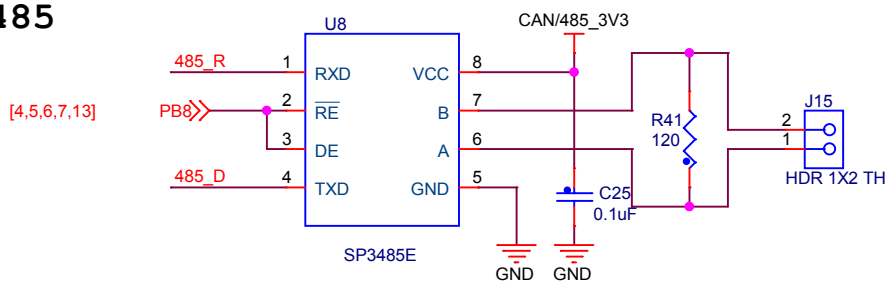 485
U8
CAN/485_3V3
485_R 1 RXD VCC 8
[4,5,6,7,13] PB8 2 RE B 7
3 DE A 6
485_D 4 TXD GND 5
R41
120
J15
2
1
HDR 1X2 TH
C25
0.1uF
SP3485E
GND GND